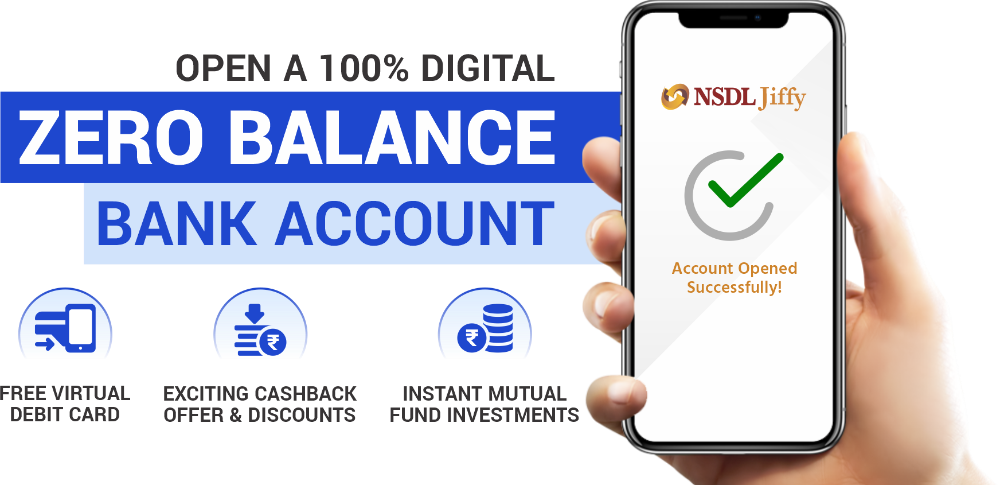 OPEN A 100% DIGITAL
ZERO BALANCE
BANK ACCOUNT
FREE VIRTUAL
DEBIT CARD
EXCITING CASHBACK
OFFER & DISCOUNTS
INSTANT MUTUAL
FUND INVESTMENTS
NSDL Jiffy
Account Opened
Successfully!
₹
₹